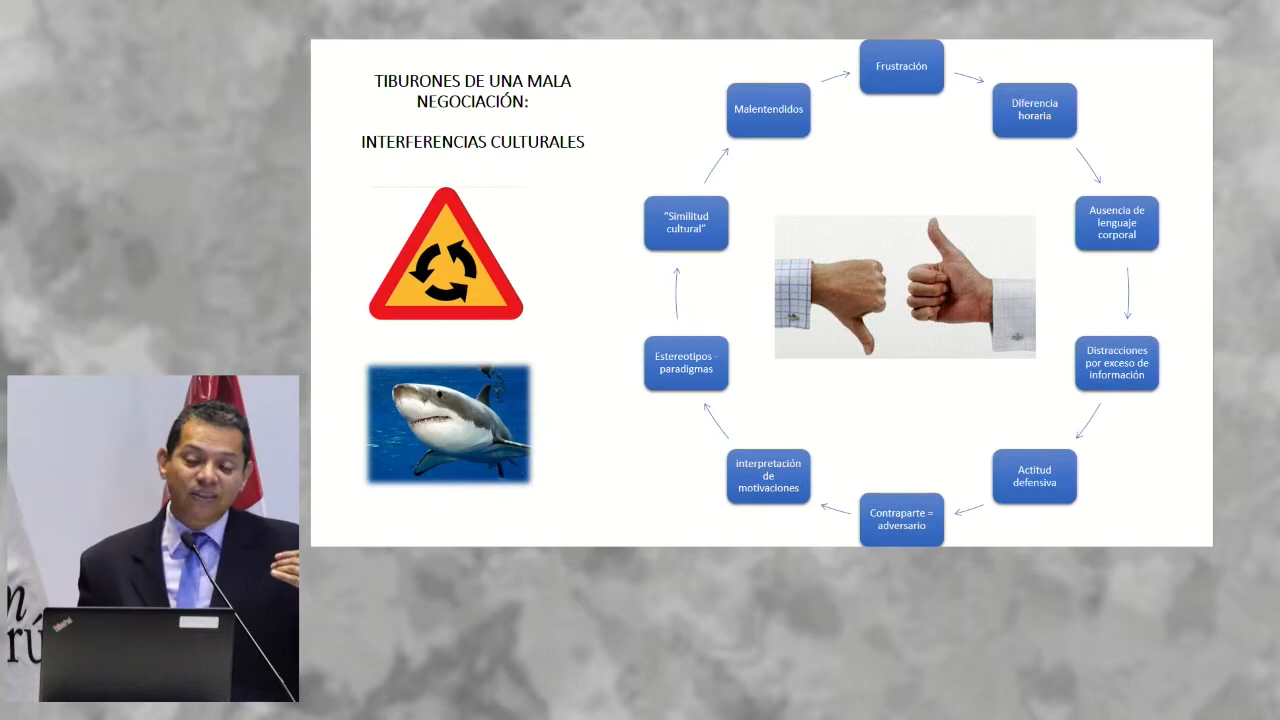 TIBURONES DE UNA MALA
NEGOCIACIÓN:
INTERFERENCIAS CULTURALES
Frustración
Diferencia
horaria
Ausencia de
lenguaje
corporal
Distracciones
por exceso de
información
Actitud
defensiva
Contraparte =
adversario
interpretación
de
motivaciones
Estereotipos -
paradigmas
"Similitud
cultural"
Malentendidos